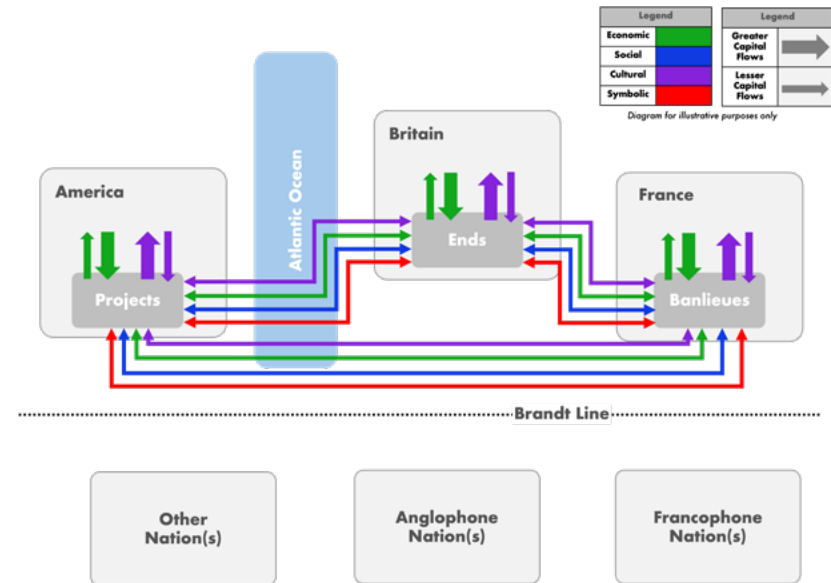 Legend
Economic
Social
Cultural
Symbolic
Legend
Greater
Capital
Flows
Lesser
Capital
Flows
Diagram for illustrative purposes only
Britain
America
Atlantic Ocean
France
Ends
Projects
Banlieues
Brandt Line
Other
Nation(s)
Anglophone
Nation(s)
Francophone
Nation(s)